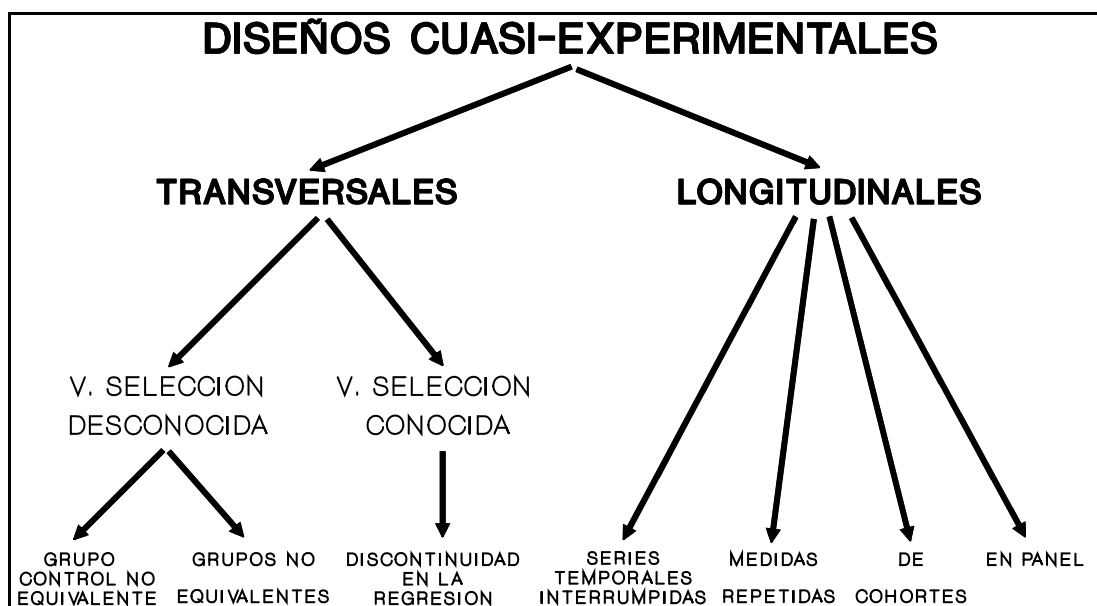 DISEÑOS CUASI-EXPERIMENTALES
TRANSVERSALES
LONGITUDINALES
V. SELECCION
DESCONOCIDA
V. SELECCION
CONOCIDA
GRUPO
CONTROL NO
EQUIVALENTE
GRUPOS NO
EQUIVALENTES
DISCONTINUIDAD
EN LA
REGRESION
SERIES
TEMPORALES
INTERRUMPIDAS
MEDIDAS
REPETIDAS
DE
COHORTES
EN PANEL